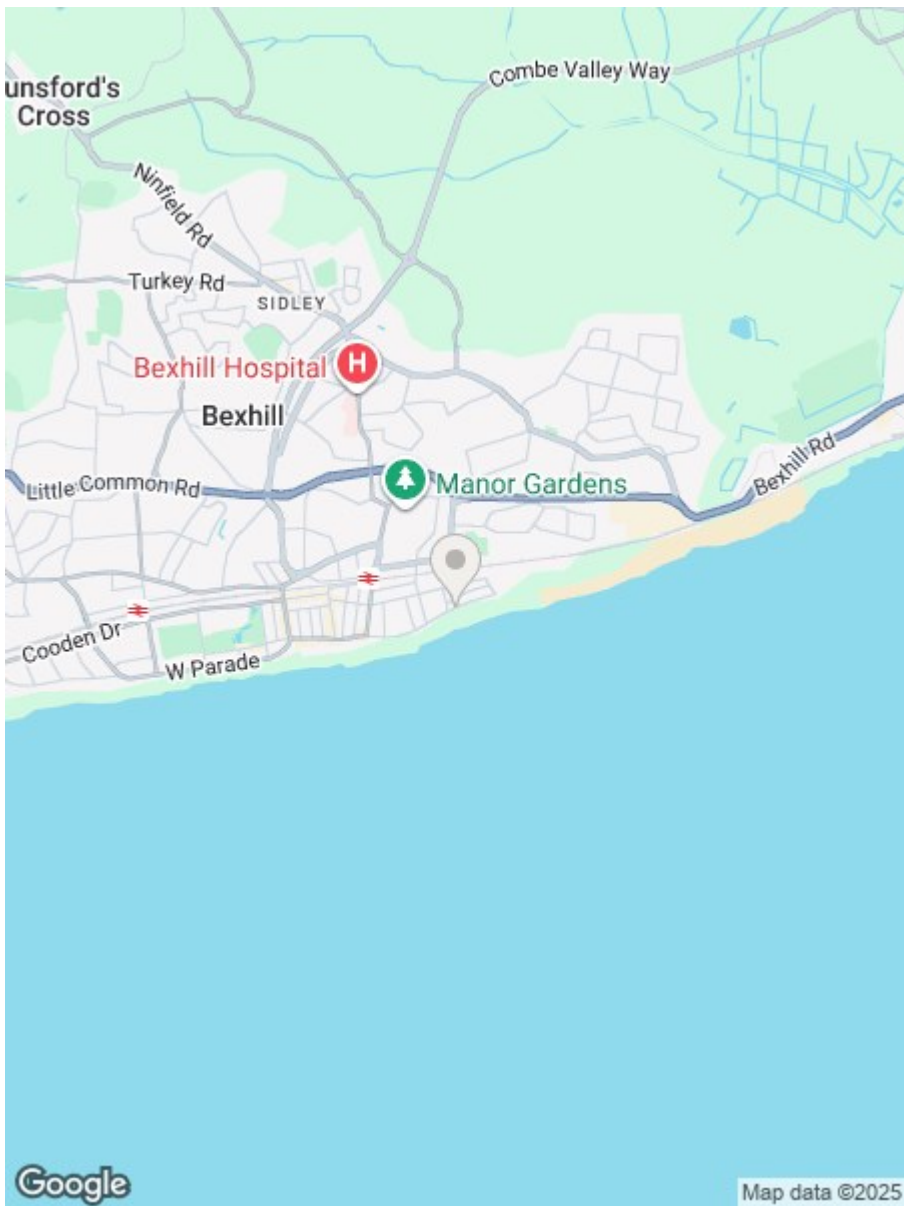 Combe Valley Way
unsford's
Cross
Ninfield Rd
Turkey Rd
SIDLEY
Bexhill Hospital
H
Bexhill
Little Common Rd
Manor Gardens
Bexhill Rd
Cooden Dr
W Parade
Google
Map data ©2025